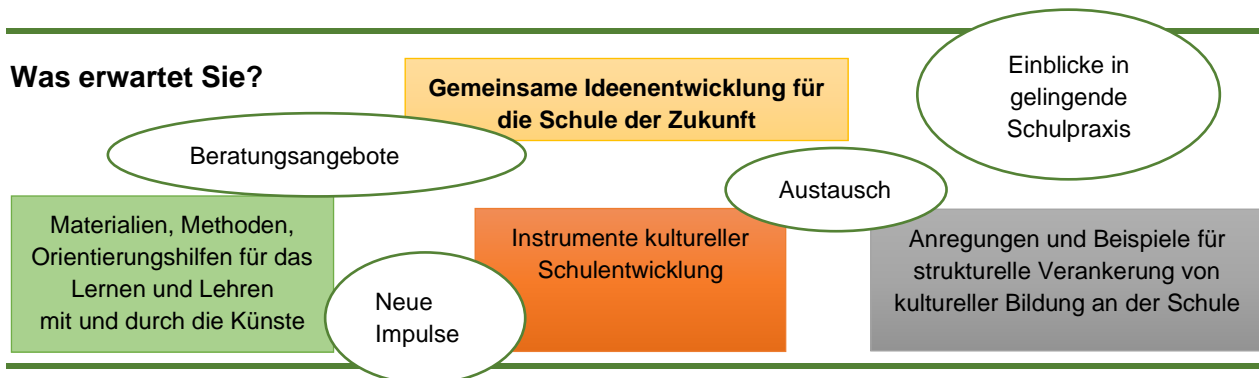 Was erwartet Sie?
Gemeinsame Ideenentwicklung für
die Schule der Zukunft
Einblicke in
gelingende
Schulpraxis
Beratungsangebote
Austausch
Materialien, Methoden,
Orientierungshilfen für das
Lernen und Lehren
mit und durch die Künste
Neue
Impulse
Instrumente kultureller
Schulentwicklung
Anregungen und Beispiele für
strukturelle Verankerung von
kultureller Bildung an der Schule